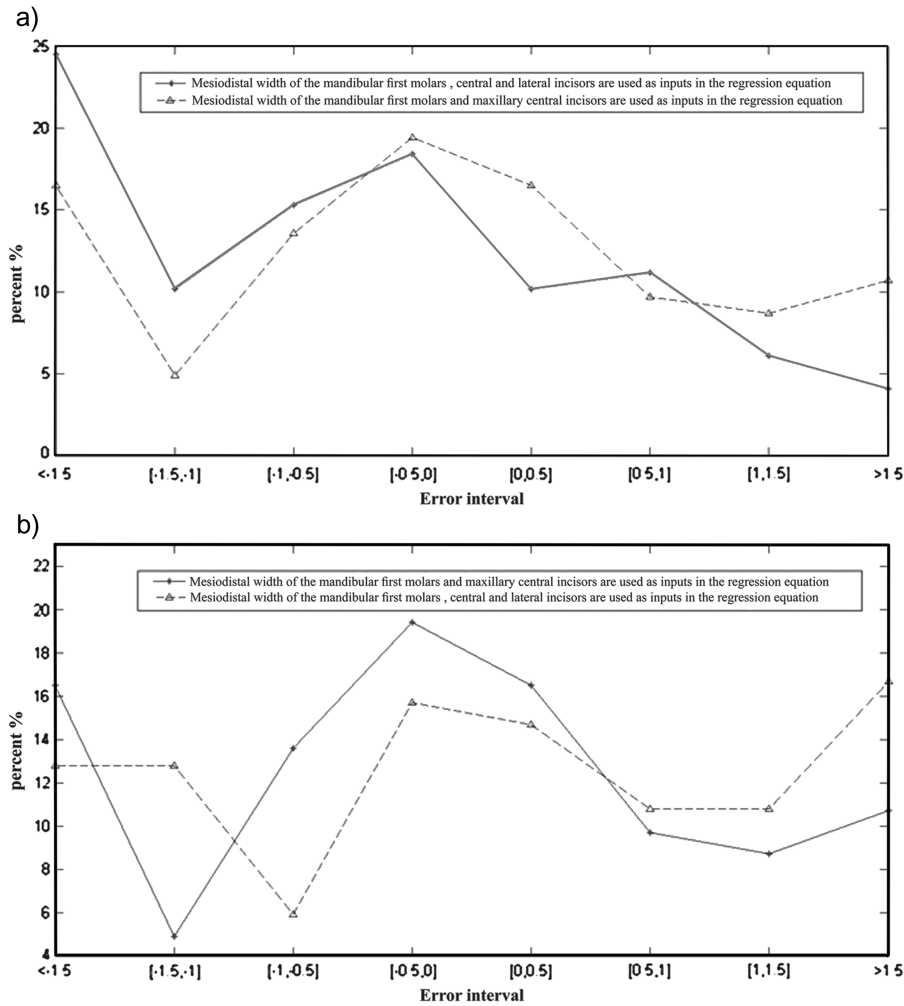 a)
25
20
15
10
5
0
percent %
Mesiodistal width of the mandibular first molars , central and lateral incisors are used as inputs in the regression equation
Mesiodistal width of the mandibular first molars and maxillary central incisors are used as inputs in the regression equation
<-1.5 [-1.5,-1] [-1,-0.5] [-0.5,0] [0,0.5] [0.5,1] [1,1.5] >1.5
Error interval
b)
22
20
18
16
14
12
10
8
6
4
percent %
Mesiodistal width of the mandibular first molars and maxillary central incisors are used as inputs in the regression equation
Mesiodistal width of the mandibular first molars , central and lateral incisors are used as inputs in the regression equation
<-1.5 [-1.5,-1] [-1,-0.5] [-0.5,0] [0,0.5] [0.5,1] [1,1.5] >1.5
Error interval